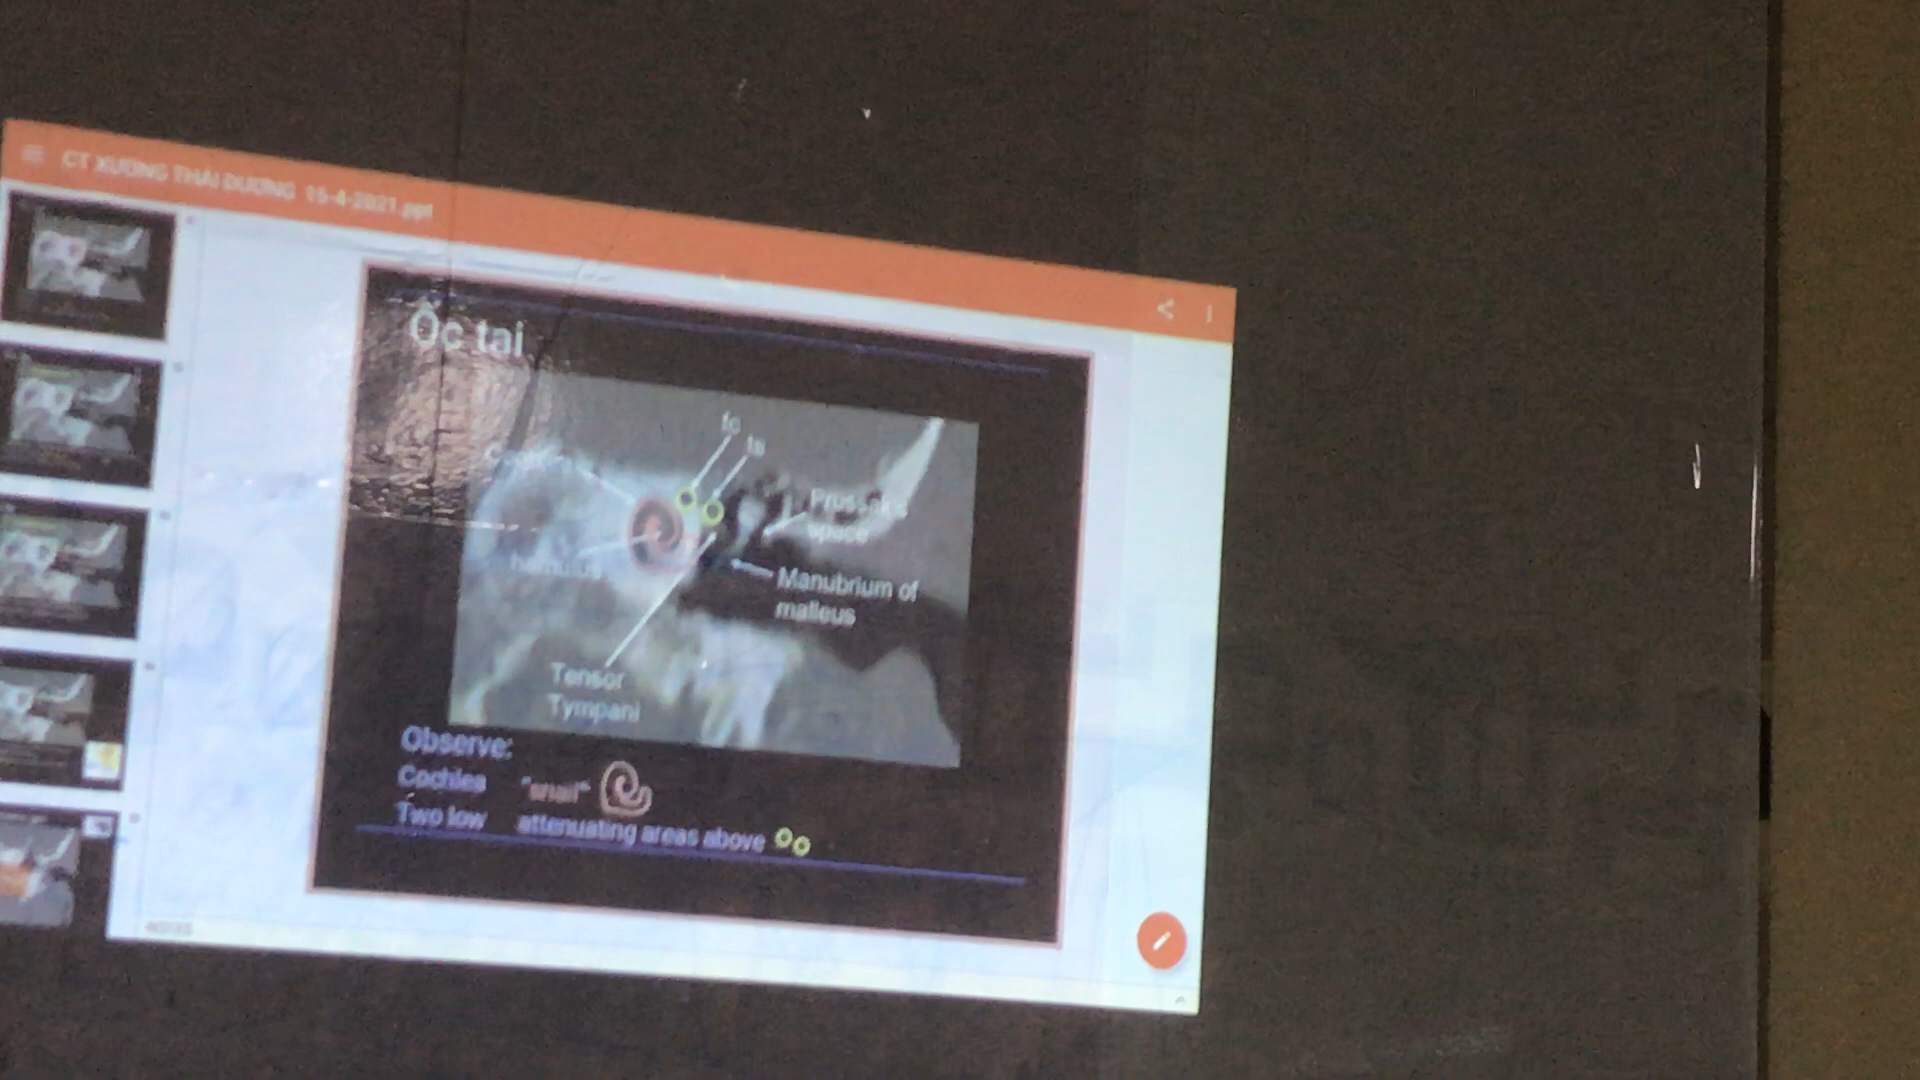 CT XƯƠNG THÁI DƯƠNG 15-4-2021.ppt
Ốc tai
fc
Prussak's
space
Manubrium of
malleus
Tensor
Tympani
Observe:
Cochlea "snail"
Two low attenuating areas above
NOTES